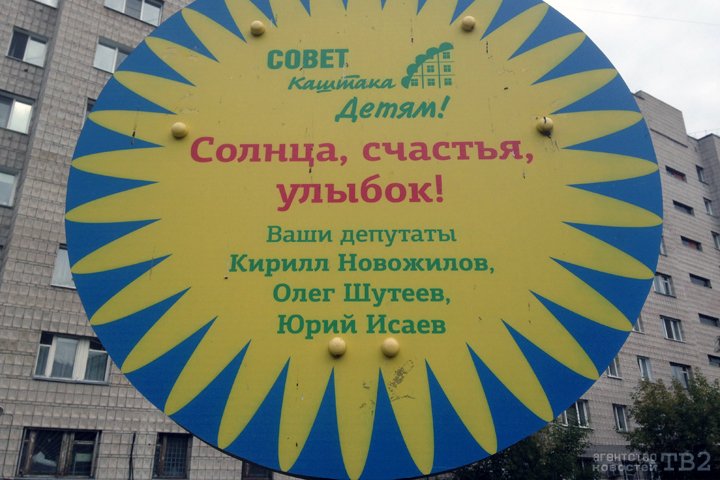 СОВЕТ
Каштака
Детям!
Солнца, счастья,
улыбок!
Ваши депутаты
Кирилл Новожилов,
Олег Шутеев,
Юрий Исаев
агентство
новостей ТВ2